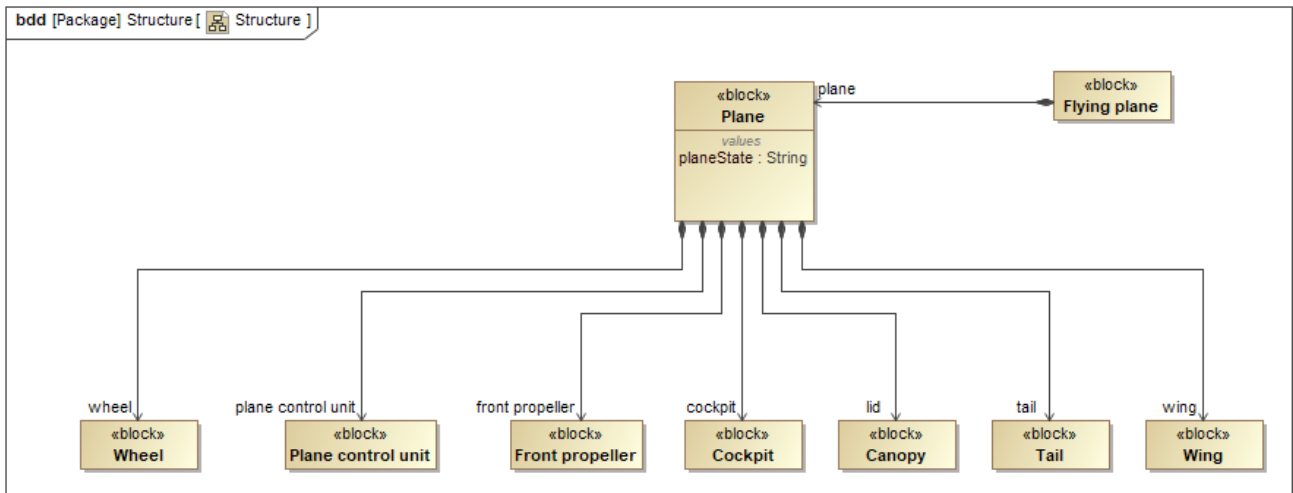 bdd [Package] Structure [ Structure ]
«block»
Plane
values
planeState : String
plane
«block»
Flying plane
wheel
plane control unit
front propeller
cockpit
lid
tail
wing
«block»
Wheel
«block»
Plane control unit
«block»
Front propeller
«block»
Cockpit
«block»
Canopy
«block»
Tail
«block»
Wing